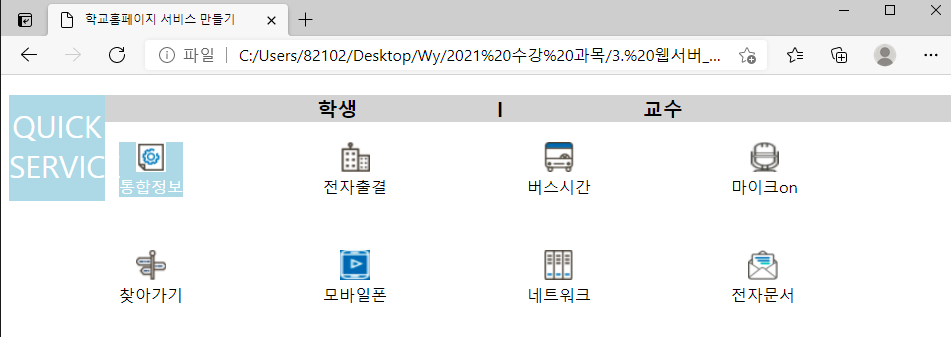 학교홈페이지 서비스 만들기
파일 | C:/Users/82102/Desktop/Wy/2021%20수강%20과목/3.%20웹서버_...
학생 l 교수
QUICK
SERVIC
통합정보 전자출결 버스시간 마이크on
찾아가기 모바일폰 네트워크 전자문서